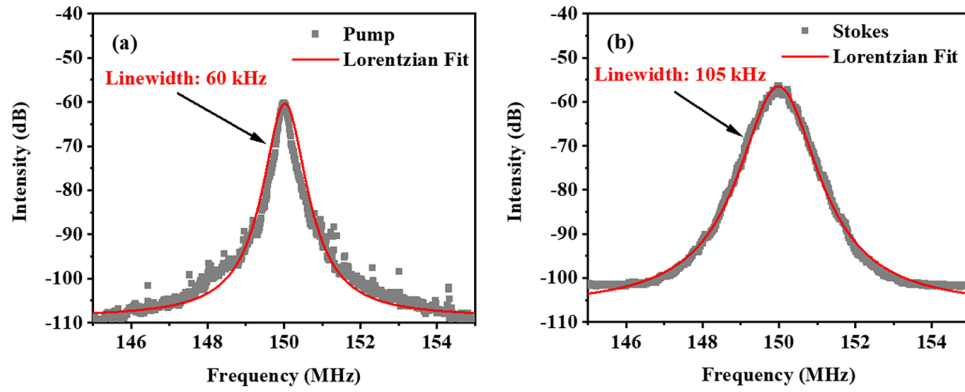 (a)
Pump
Lorentzian Fit
Linewidth: 60 kHz
-40
-50
-60
-70
-80
-90
-100
-110
Intensity (dB)
146 148 150 152 154
Frequency (MHz)
(b)
Stokes
Lorentzian Fit
Linewidth: 105 kHz
-40
-50
-60
-70
-80
-90
-100
-110
Intensity (dB)
146 148 150 152 154
Frequency (MHz)